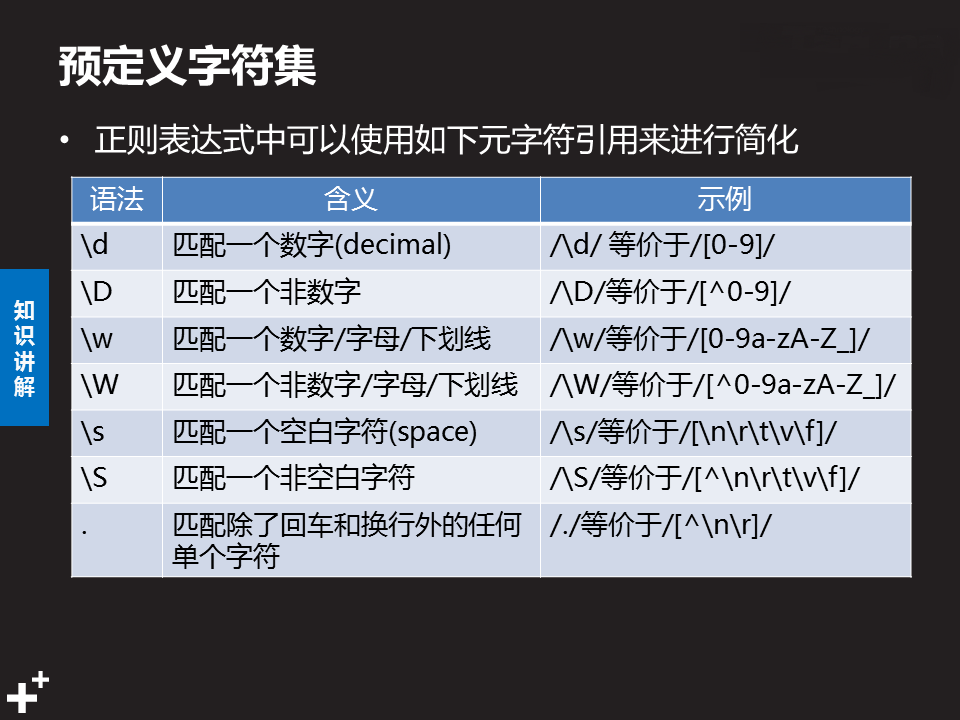 预定义字符集
• 正则表达式中可以使用如下元字符引用来进行简化
语法 含义 示例
\d 匹配一个数字(decimal) /\d/ 等价于/[0-9]/
\D 匹配一个非数字 /\D/等价于/[^0-9]/
\w 匹配一个数字/字母/下划线 /\w/等价于/[0-9a-zA-Z_]/
\W 匹配一个非数字/字母/下划线 /\W/等价于/[^0-9a-zA-Z_]/
\s 匹配一个空白字符(space) /\s/等价于/[\n\r\t\v\f]/
\S 匹配一个非空白字符 /\S/等价于/[^\n\r\t\v\f]/
. 匹配除了回车和换行外的任何 /./等价于/[^\n\r]/
单个字符
知识讲解